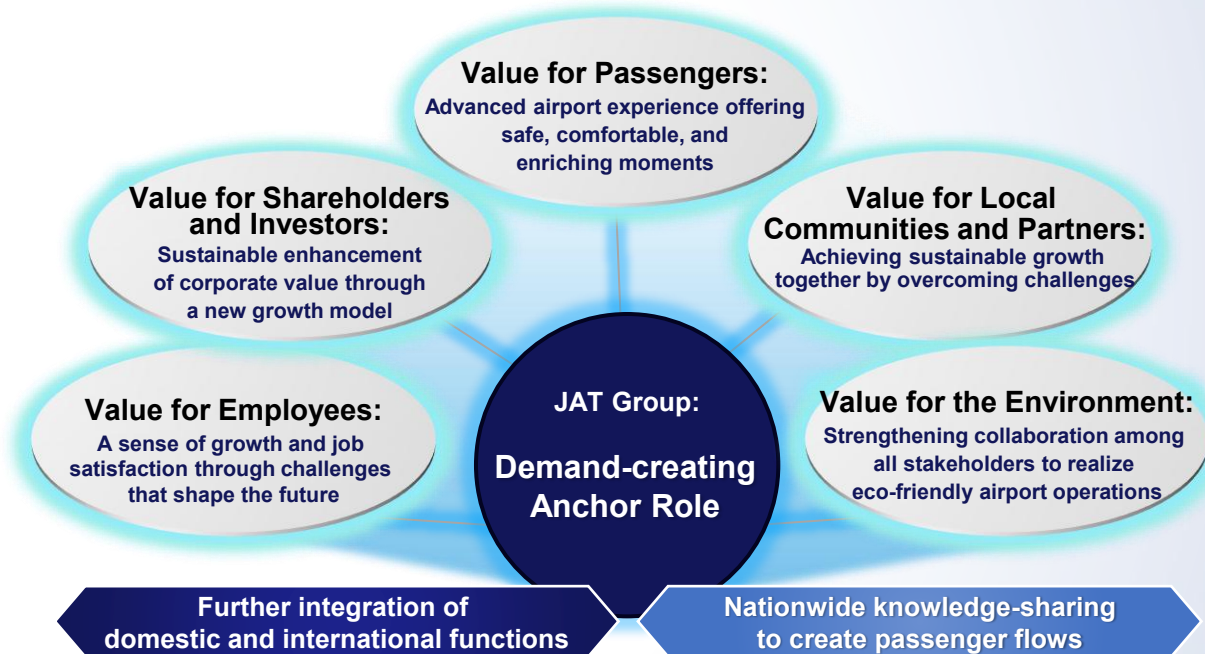 Value for Passengers:
Advanced airport experience offering
safe, comfortable, and
enriching moments
Value for Shareholders
and Investors:
Sustainable enhancement
of corporate value through
a new growth model
Value for Local
Communities and Partners:
Achieving sustainable growth
together by overcoming challenges
Value for Employees:
A sense of growth and job
satisfaction through challenges
that shape the future
JAT Group:
Demand-creating
Anchor Role
Value for the Environment:
Strengthening collaboration among
all stakeholders to realize
eco-friendly airport operations
Further integration of
domestic and international functions
Nationwide knowledge-sharing
to create passenger flows